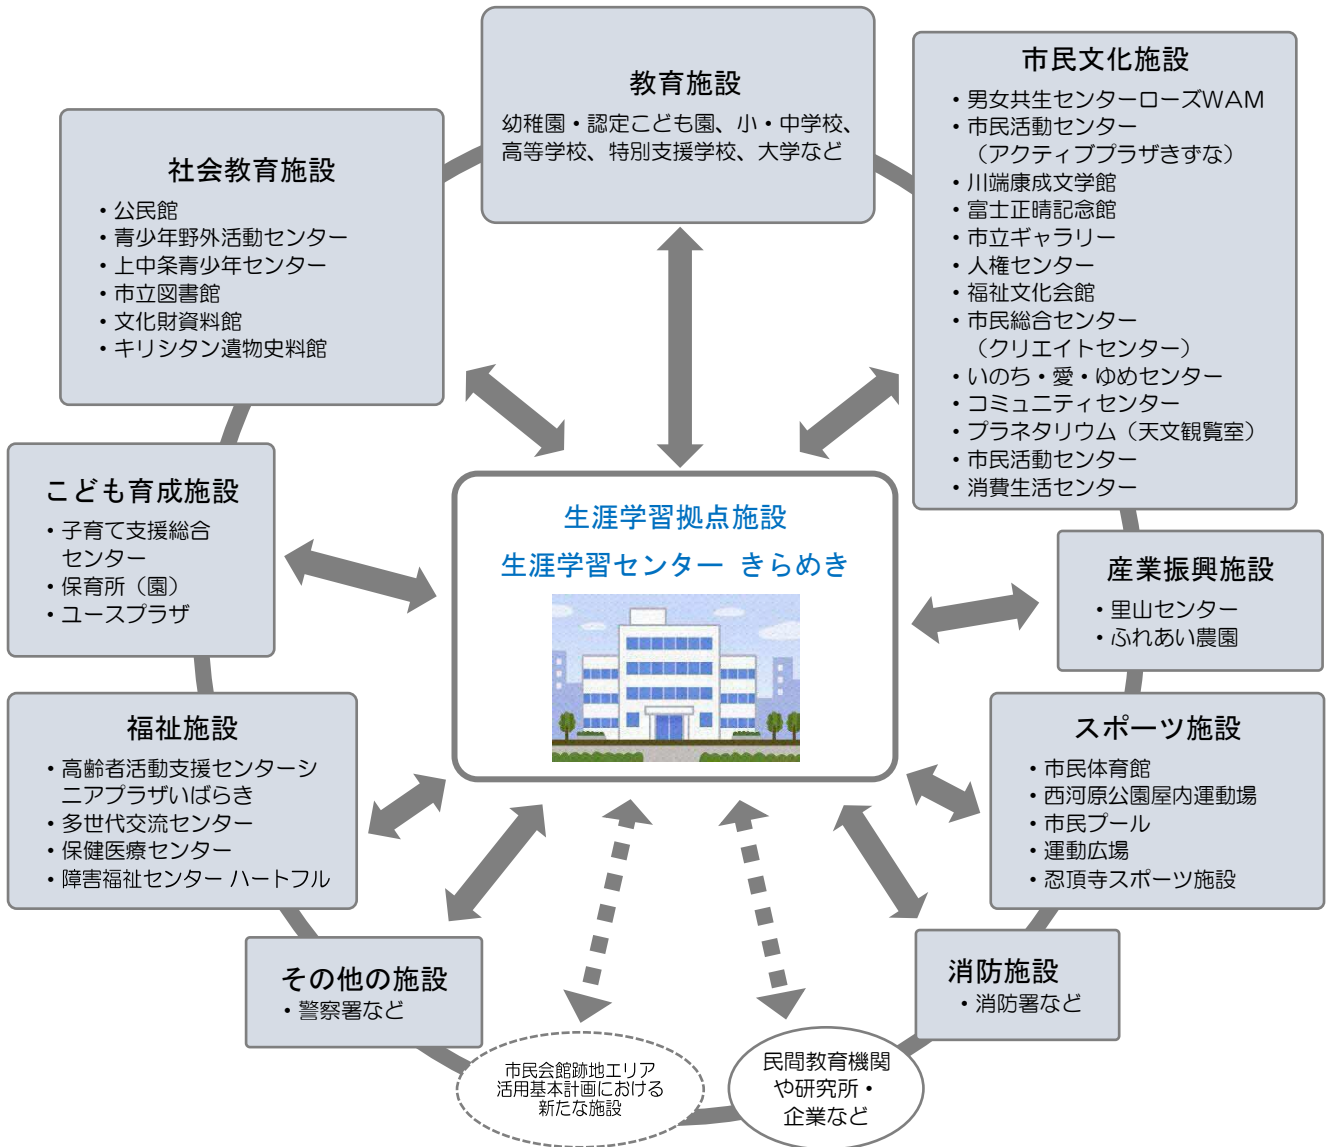 教育施設
幼稚園・認定こども園、小・中学校、
高等学校、特別支援学校、大学など
市民文化施設
・男女共生センターローズWAM
・市民活動センター
（アクティブプラザきずな）
・川端康成文学館
・富士正晴記念館
・市立ギャラリー
・人権センター
・福祉文化会館
・市民総合センター
（クリエイトセンター）
・いのち・愛・ゆめセンター
・コミュニティセンター
・プラネタリウム（天文観覧室）
・市民活動センター
・消費生活センター
社会教育施設
・公民館
・青少年野外活動センター
・上中条青少年センター
・市立図書館
・文化財資料館
・キリシタン遺物史料館
こども育成施設
・子育て支援総合
センター
・保育所（園）
・ユースプラザ
生涯学習拠点施設
生涯学習センター きらめき
産業振興施設
・里山センター
・ふれあい農園
福祉施設
・高齢者活動支援センターシ
ニアプラザいばらき
・多世代交流センター
・保健医療センター
・障害福祉センター ハートフル
スポーツ施設
・市民体育館
・西河原公園屋内運動場
・市民プール
・運動広場
・忍頂寺スポーツ施設
その他の施設
・警察署など
消防施設
・消防署など
市民会館跡地エリア
活用基本計画における
新たな施設
民間教育機関
や研究所・
企業など